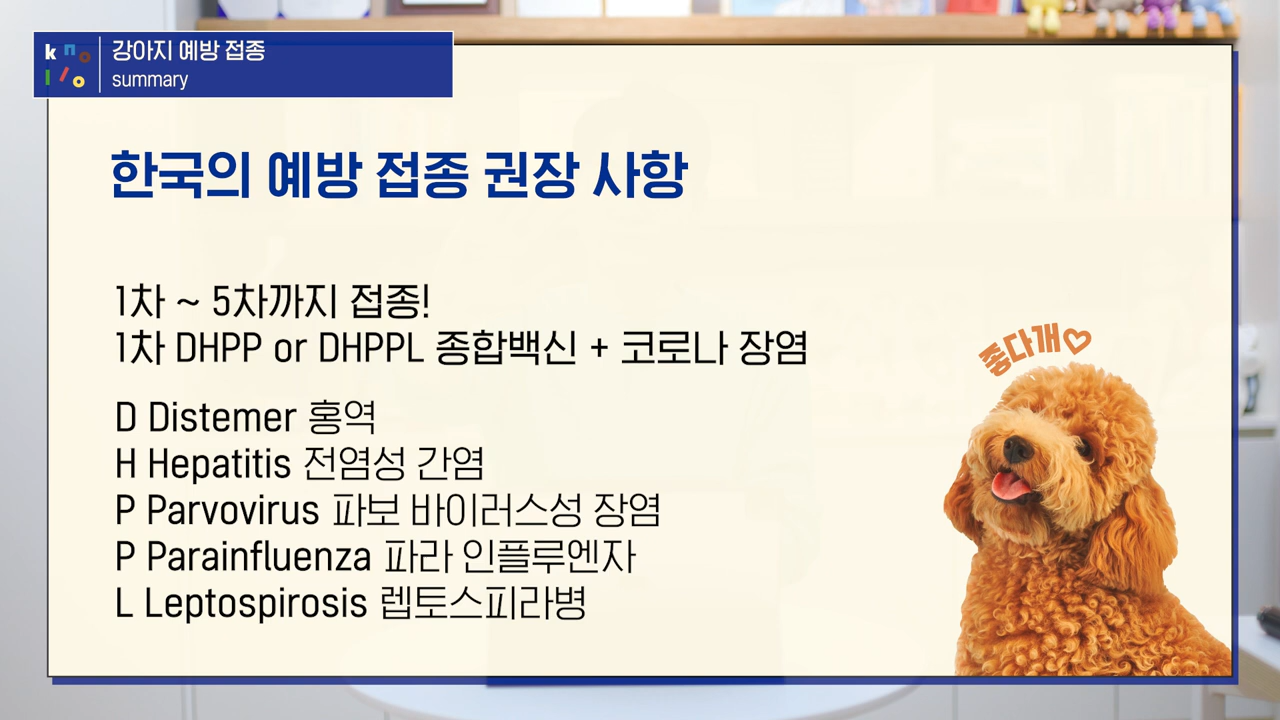 kno
l/o
강아지 예방 접종
summary
한국의 예방 접종 권장 사항
1차 ~ 5차까지 접종!
1차 DHPP or DHPPL 종합백신 + 코로나 장염
D Distemer 홍역
H Hepatitis 전염성 간염
P Parvovirus 파보 바이러스성 장염
P Parainfluenza 파라 인플루엔자
L Leptospirosis 렙토스피라병
좋다개♡